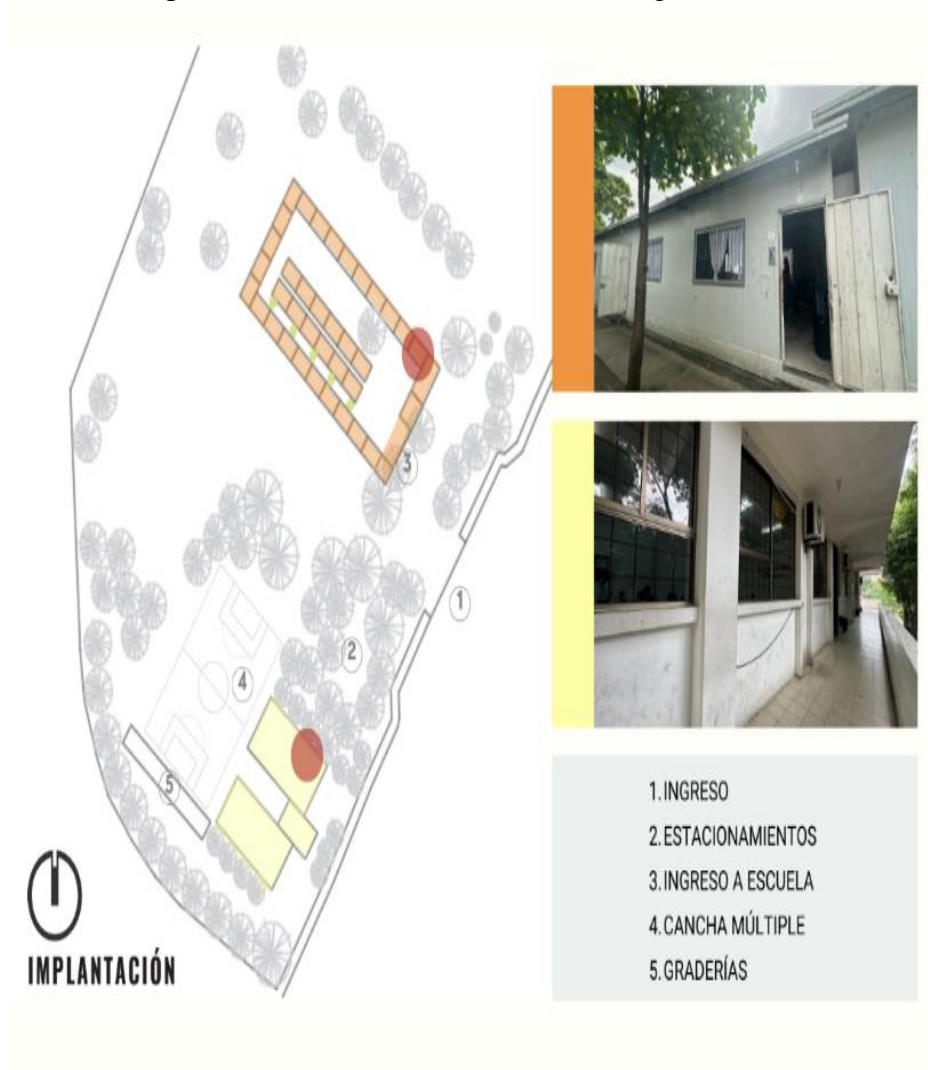 3
1
2
4
5
IMPLANTACIÓN
1. INGRESO
2. ESTACIONAMIENTOS
3. INGRESO A ESCUELA
4. CANCHA MÚLTIPLE
5. GRADERÍAS